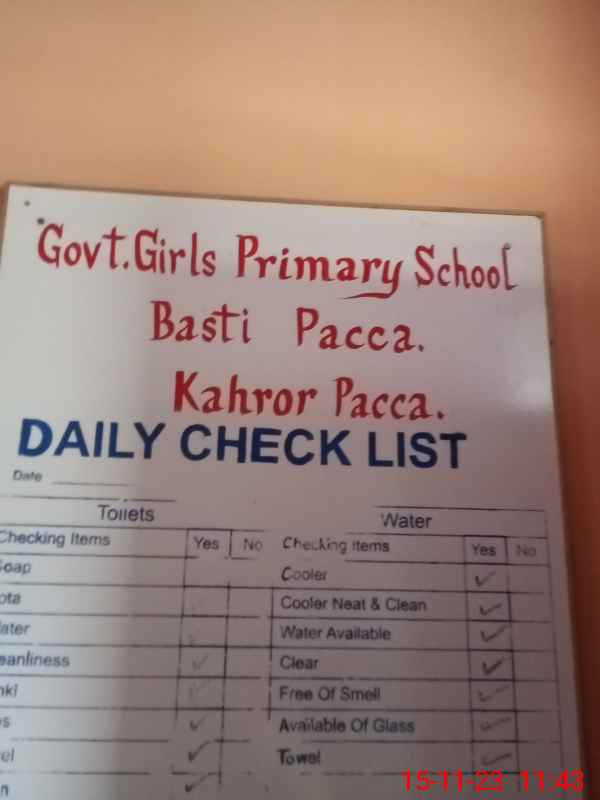 Govt. Girls Primary School
Basti Pacca.
Kahror Pacca.
DAILY CHECK LIST
Date
Toilets Water
Checking Items Yes No Checking Items Yes No
Cooler
Cooler Neat & Clean
Water Available
Clear
Free Of Smell
Available Of Glass
Towel
15-11-23 11:43